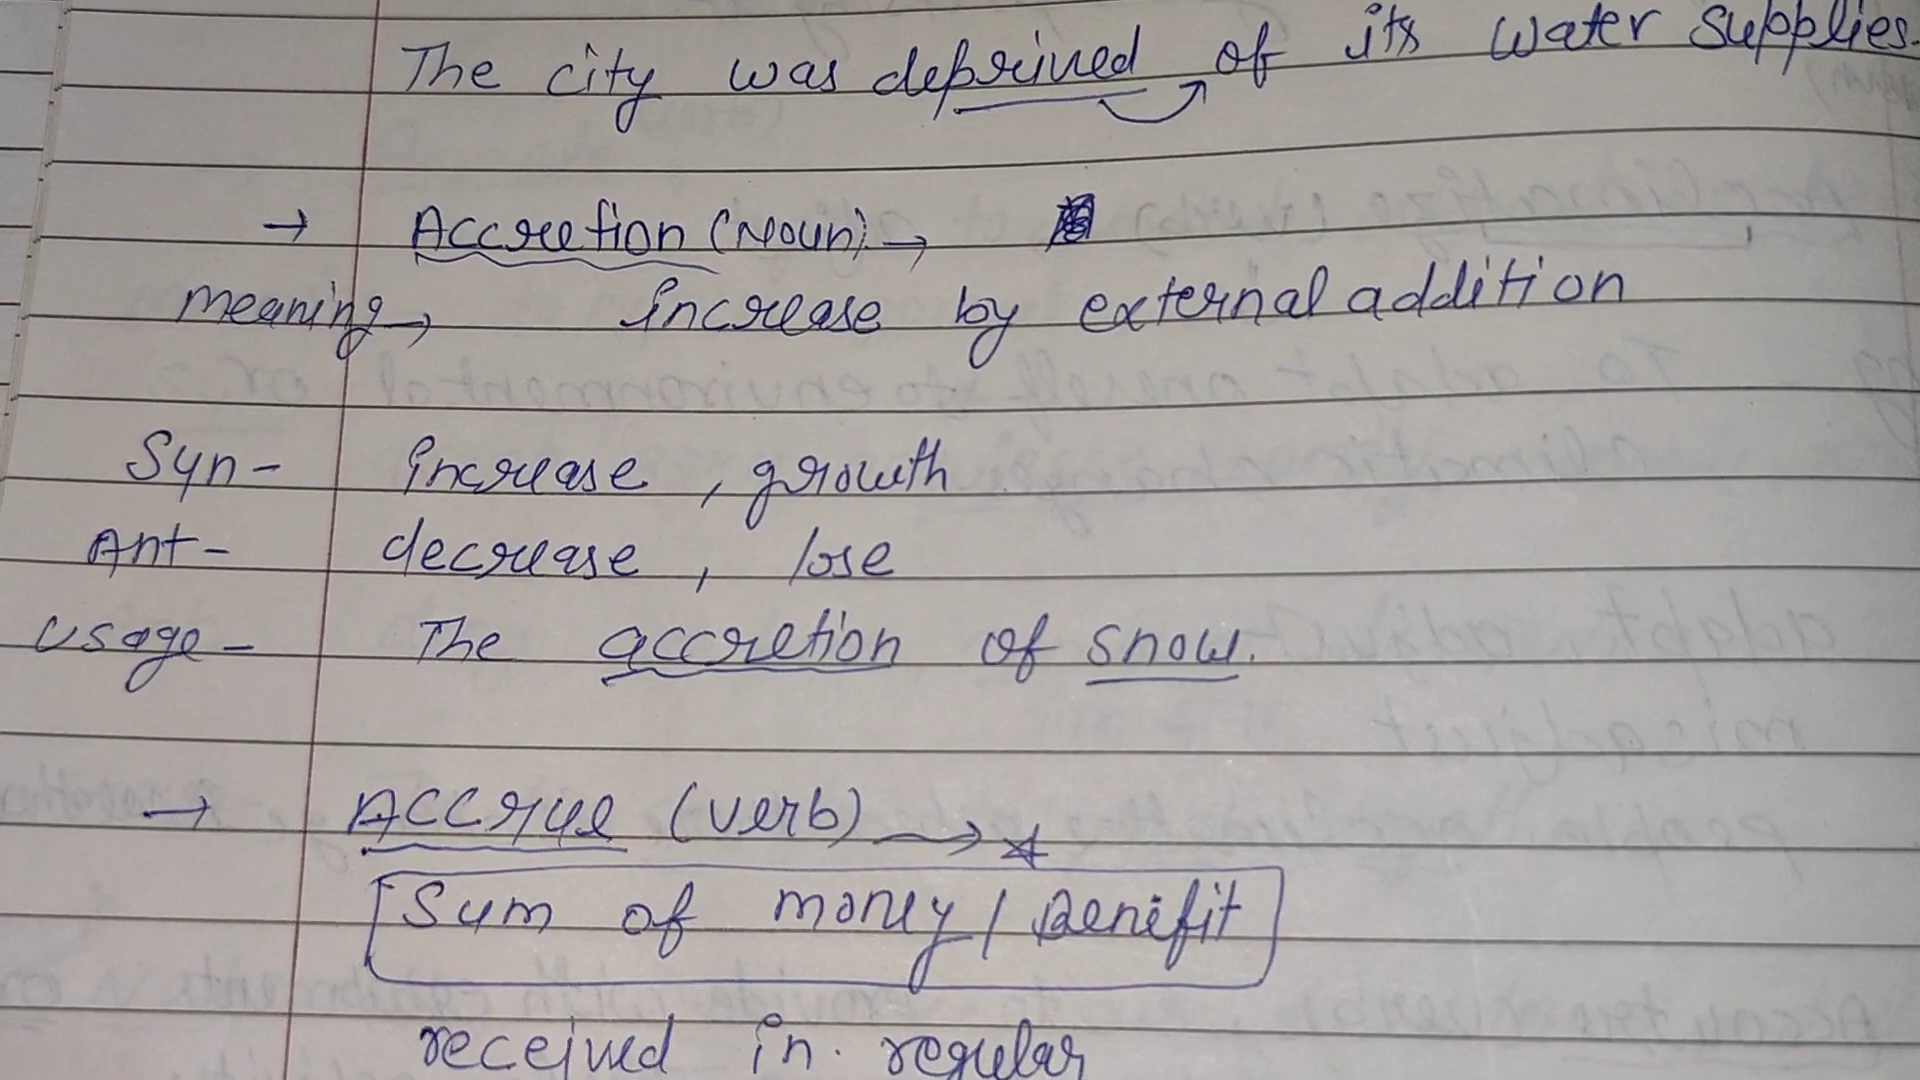 The city was deprived of its water supplies.
→ Accretion (Noun) →
meaning → increase by external addition
Syn - increase, growth
Ant - decrease, lose
Usage - The accretion of snow.
→ Accrue (verb) →
Sum of money / Benefit
received in regular